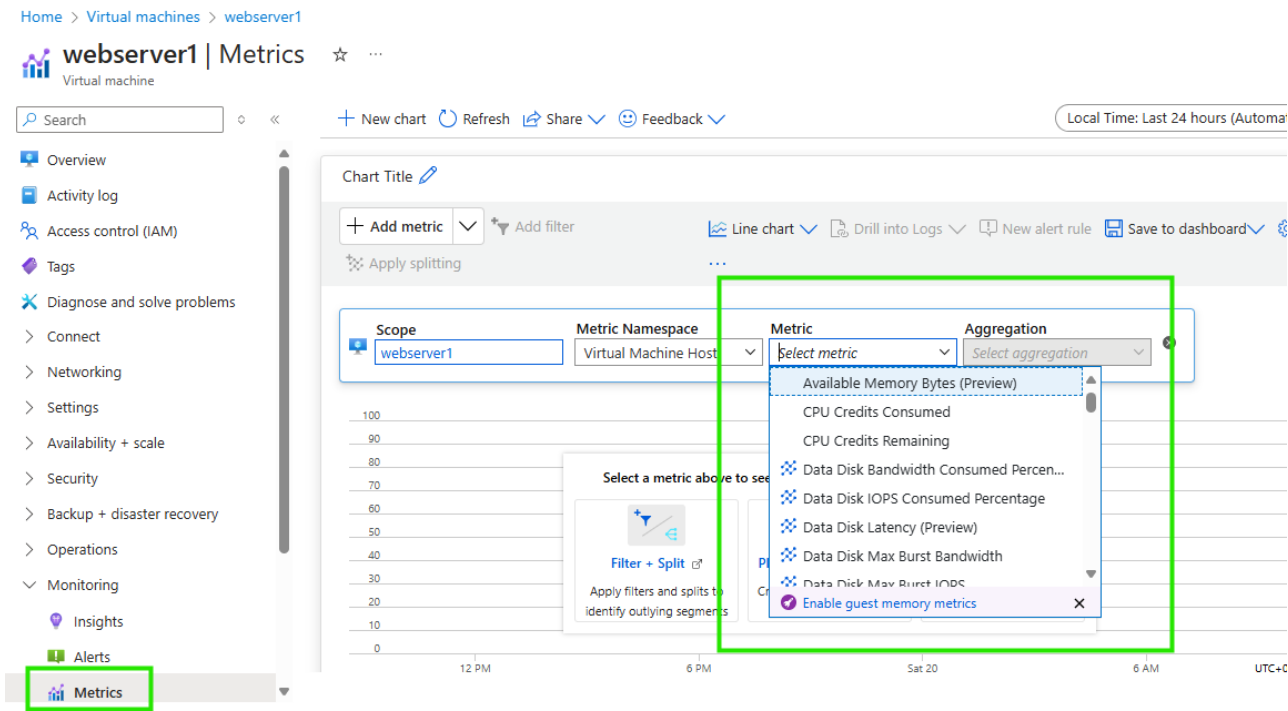 Home > Virtual machines > webserver1
webserver1 | Metrics
Virtual machine
Search
Overview
Activity log
Access control (IAM)
Tags
Diagnose and solve problems
Connect
Networking
Settings
Availability + scale
Security
Backup + disaster recovery
Operations
Monitoring
Insights
Alerts
Metrics
New chart Refresh Share Feedback
Local Time: Last 24 hours (Automat
Chart Title
Add metric Add filter Line chart Drill into Logs New alert rule Save to dashboard
Apply splitting ...
Scope Metric Namespace Metric Aggregation
webserver1 Virtual Machine Host Select metric Select aggregation
Available Memory Bytes (Preview)
CPU Credits Consumed
CPU Credits Remaining
Data Disk Bandwidth Consumed Percen...
Data Disk IOPS Consumed Percentage
Data Disk Latency (Preview)
Data Disk Max Burst Bandwidth
Data Disk Max Burst IOPS
Enable guest memory metrics
100
90
80
70
60
50
40
30
20
10
0
Select a metric above to see
Filter + Split
Apply filters and splits to
identify outlying segments
12 PM 6 PM Sat 20 6 AM UTC+0